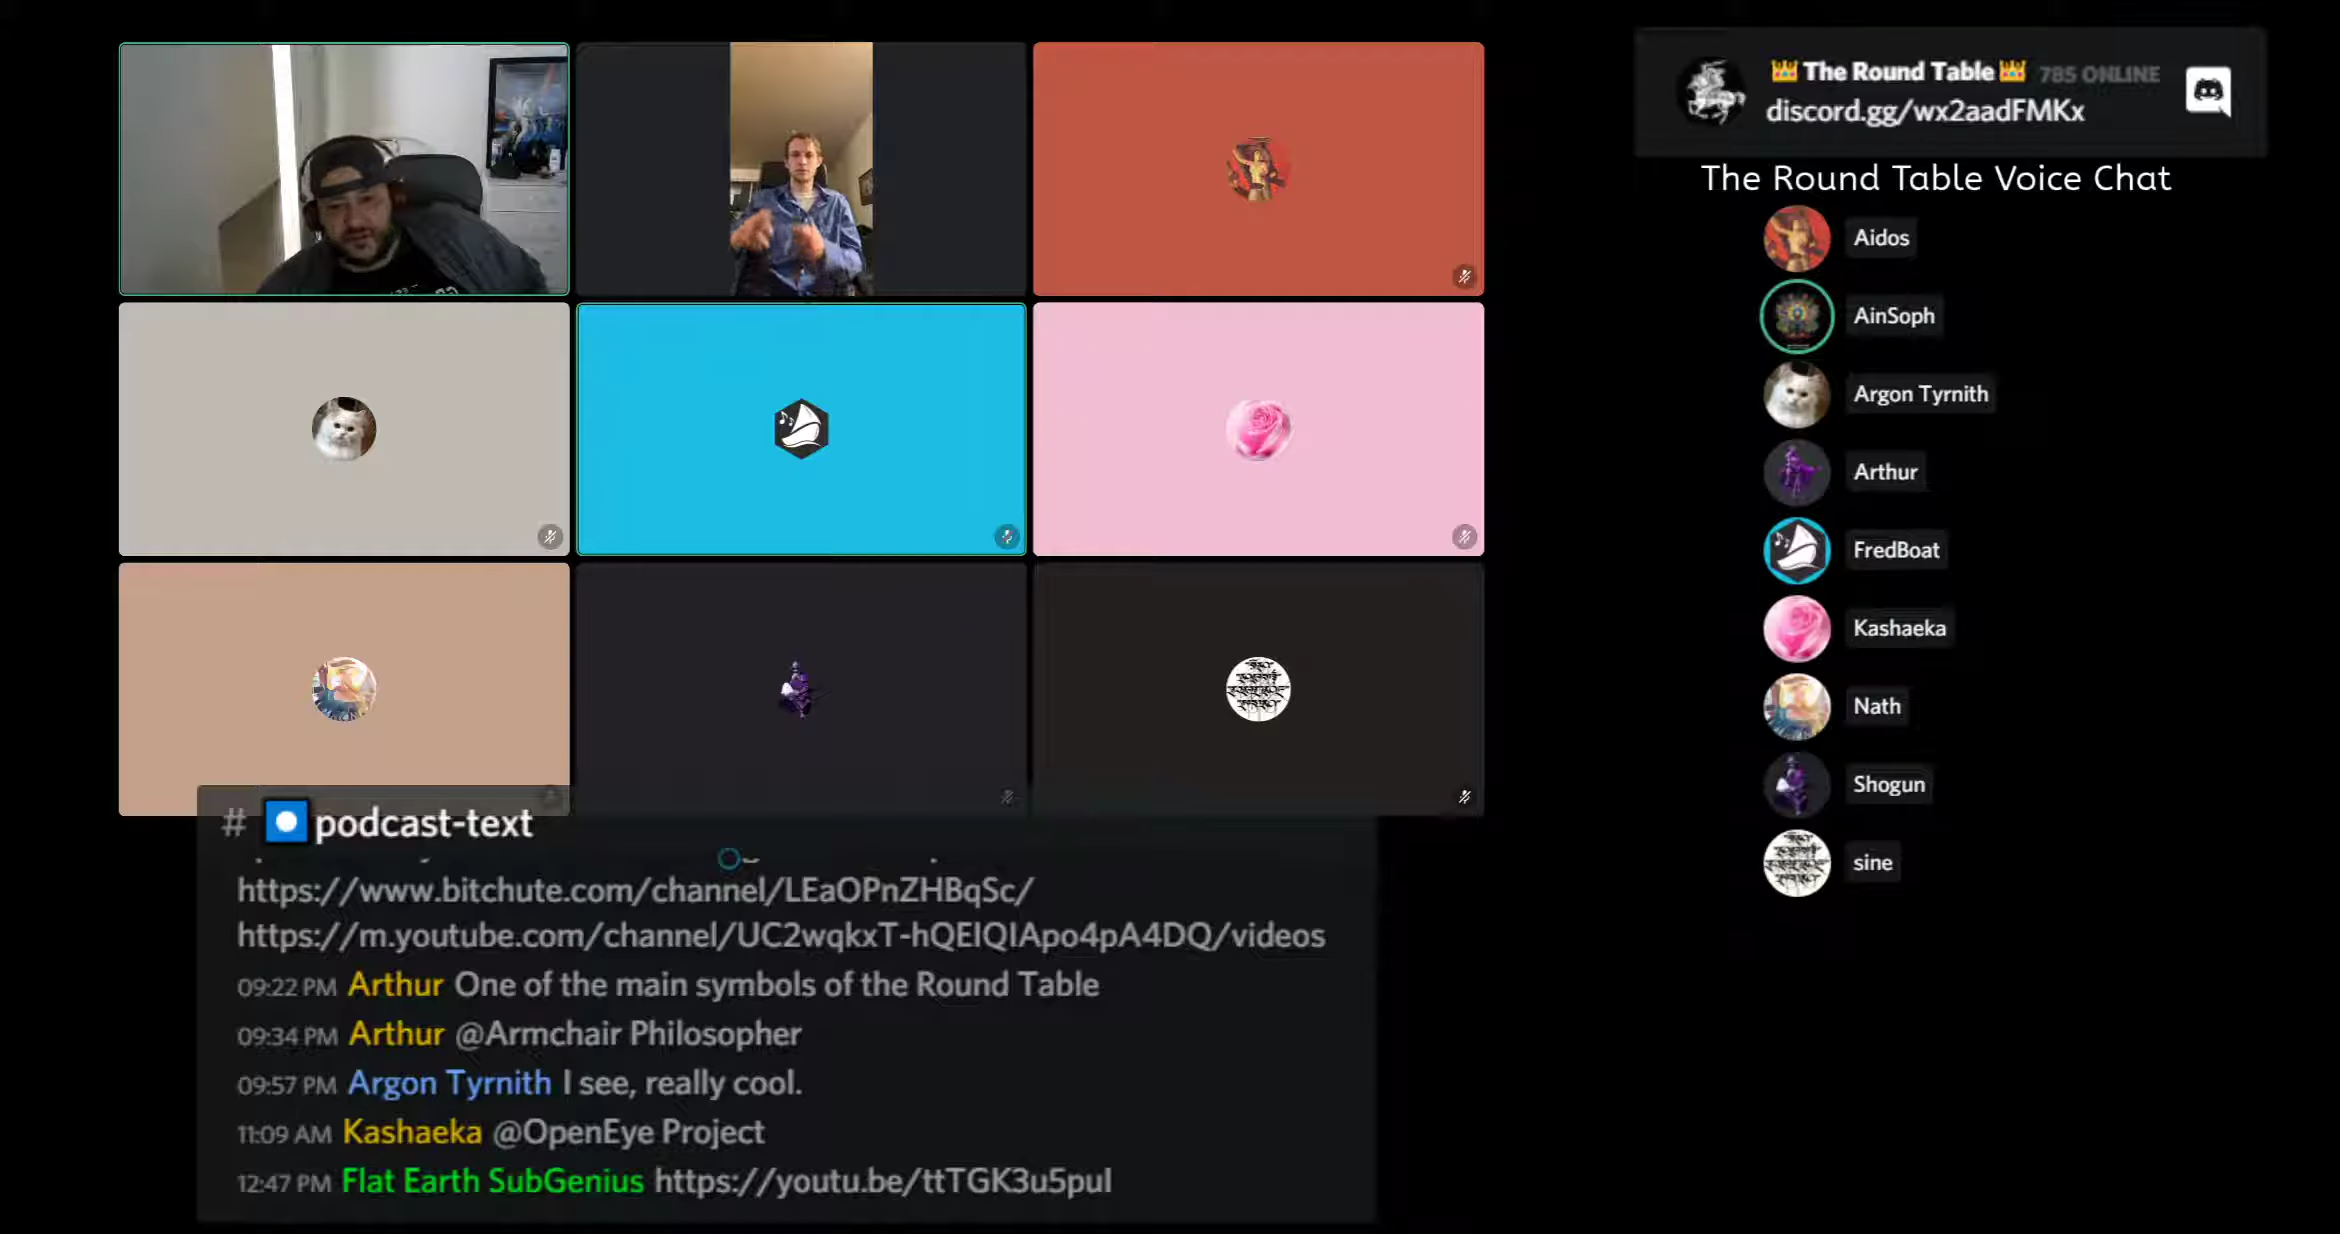 👑 The Round Table 👑 785 ONLINE
discord.gg/wx2aadFMKx
The Round Table Voice Chat
Aidos
AinSoph
Argon Tyrnith
Arthur
FredBoat
Kashaeka
Nath
Shogun
sine
# podcast-text
https://www.bitchute.com/channel/LEaOPnZHBqSc/
https://m.youtube.com/channel/UC2wqkxT-hQEIQIApo4pA4DQ/videos
09:22 PM Arthur One of the main symbols of the Round Table
09:34 PM Arthur @Armchair Philosopher
09:57 PM Argon Tyrnith I see, really cool.
11:09 AM Kashaeka @OpenEye Project
12:47 PM Flat Earth SubGenius https://youtu.be/ttTGK3u5puI